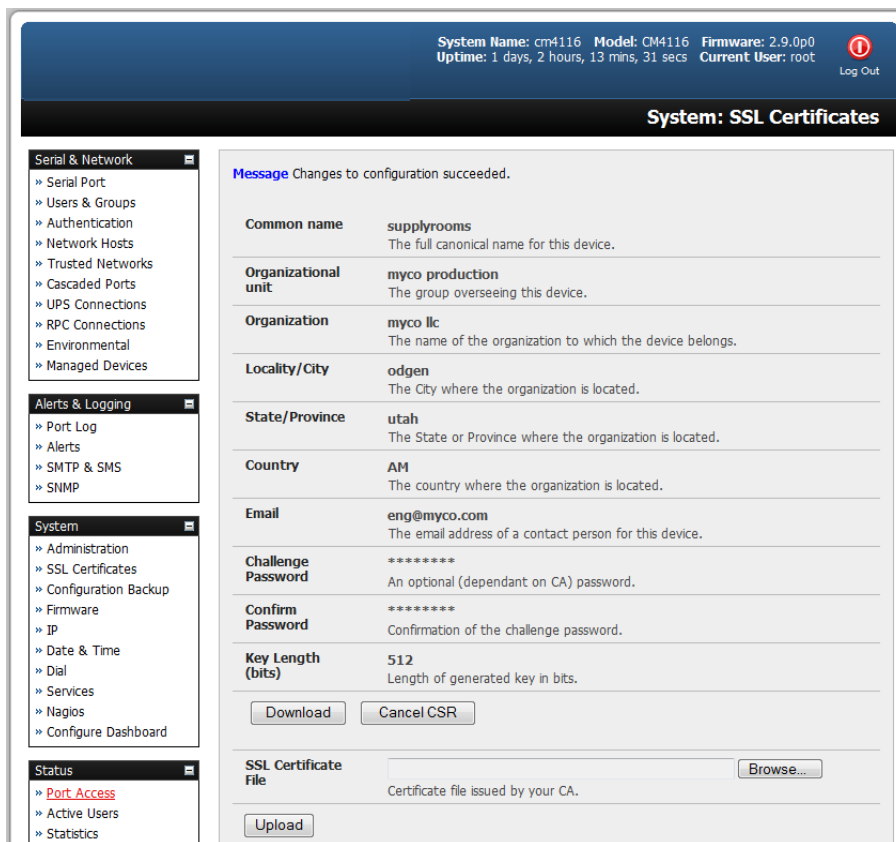 System Name: cm4116 Model: CM4116 Firmware: 2.9.0p0
Uptime: 1 days, 2 hours, 13 mins, 31 secs Current User: root
Log Out
System: SSL Certificates
Serial & Network
» Serial Port
» Users & Groups
» Authentication
» Network Hosts
» Trusted Networks
» Cascaded Ports
» UPS Connections
» RPC Connections
» Environmental
» Managed Devices
Alerts & Logging
» Port Log
» Alerts
» SMTP & SMS
» SNMP
System
» Administration
» SSL Certificates
» Configuration Backup
» Firmware
» IP
» Date & Time
» Dial
» Services
» Nagios
» Configure Dashboard
Status
» Port Access
» Active Users
» Statistics
Message Changes to configuration succeeded.
Common name
supplyrooms
The full canonical name for this device.
Organizational
unit
myco production
The group overseeing this device.
Organization
myco llc
The name of the organization to which the device belongs.
Locality/City
odgen
The City where the organization is located.
State/Province
utah
The State or Province where the organization is located.
Country
AM
The country where the organization is located.
Email
eng@myco.com
The email address of a contact person for this device.
Challenge
Password
********
An optional (dependant on CA) password.
Confirm
Password
********
Confirmation of the challenge password.
Key Length
(bits)
512
Length of generated key in bits.
Download Cancel CSR
SSL Certificate
File
Browse...
Certificate file issued by your CA.
Upload